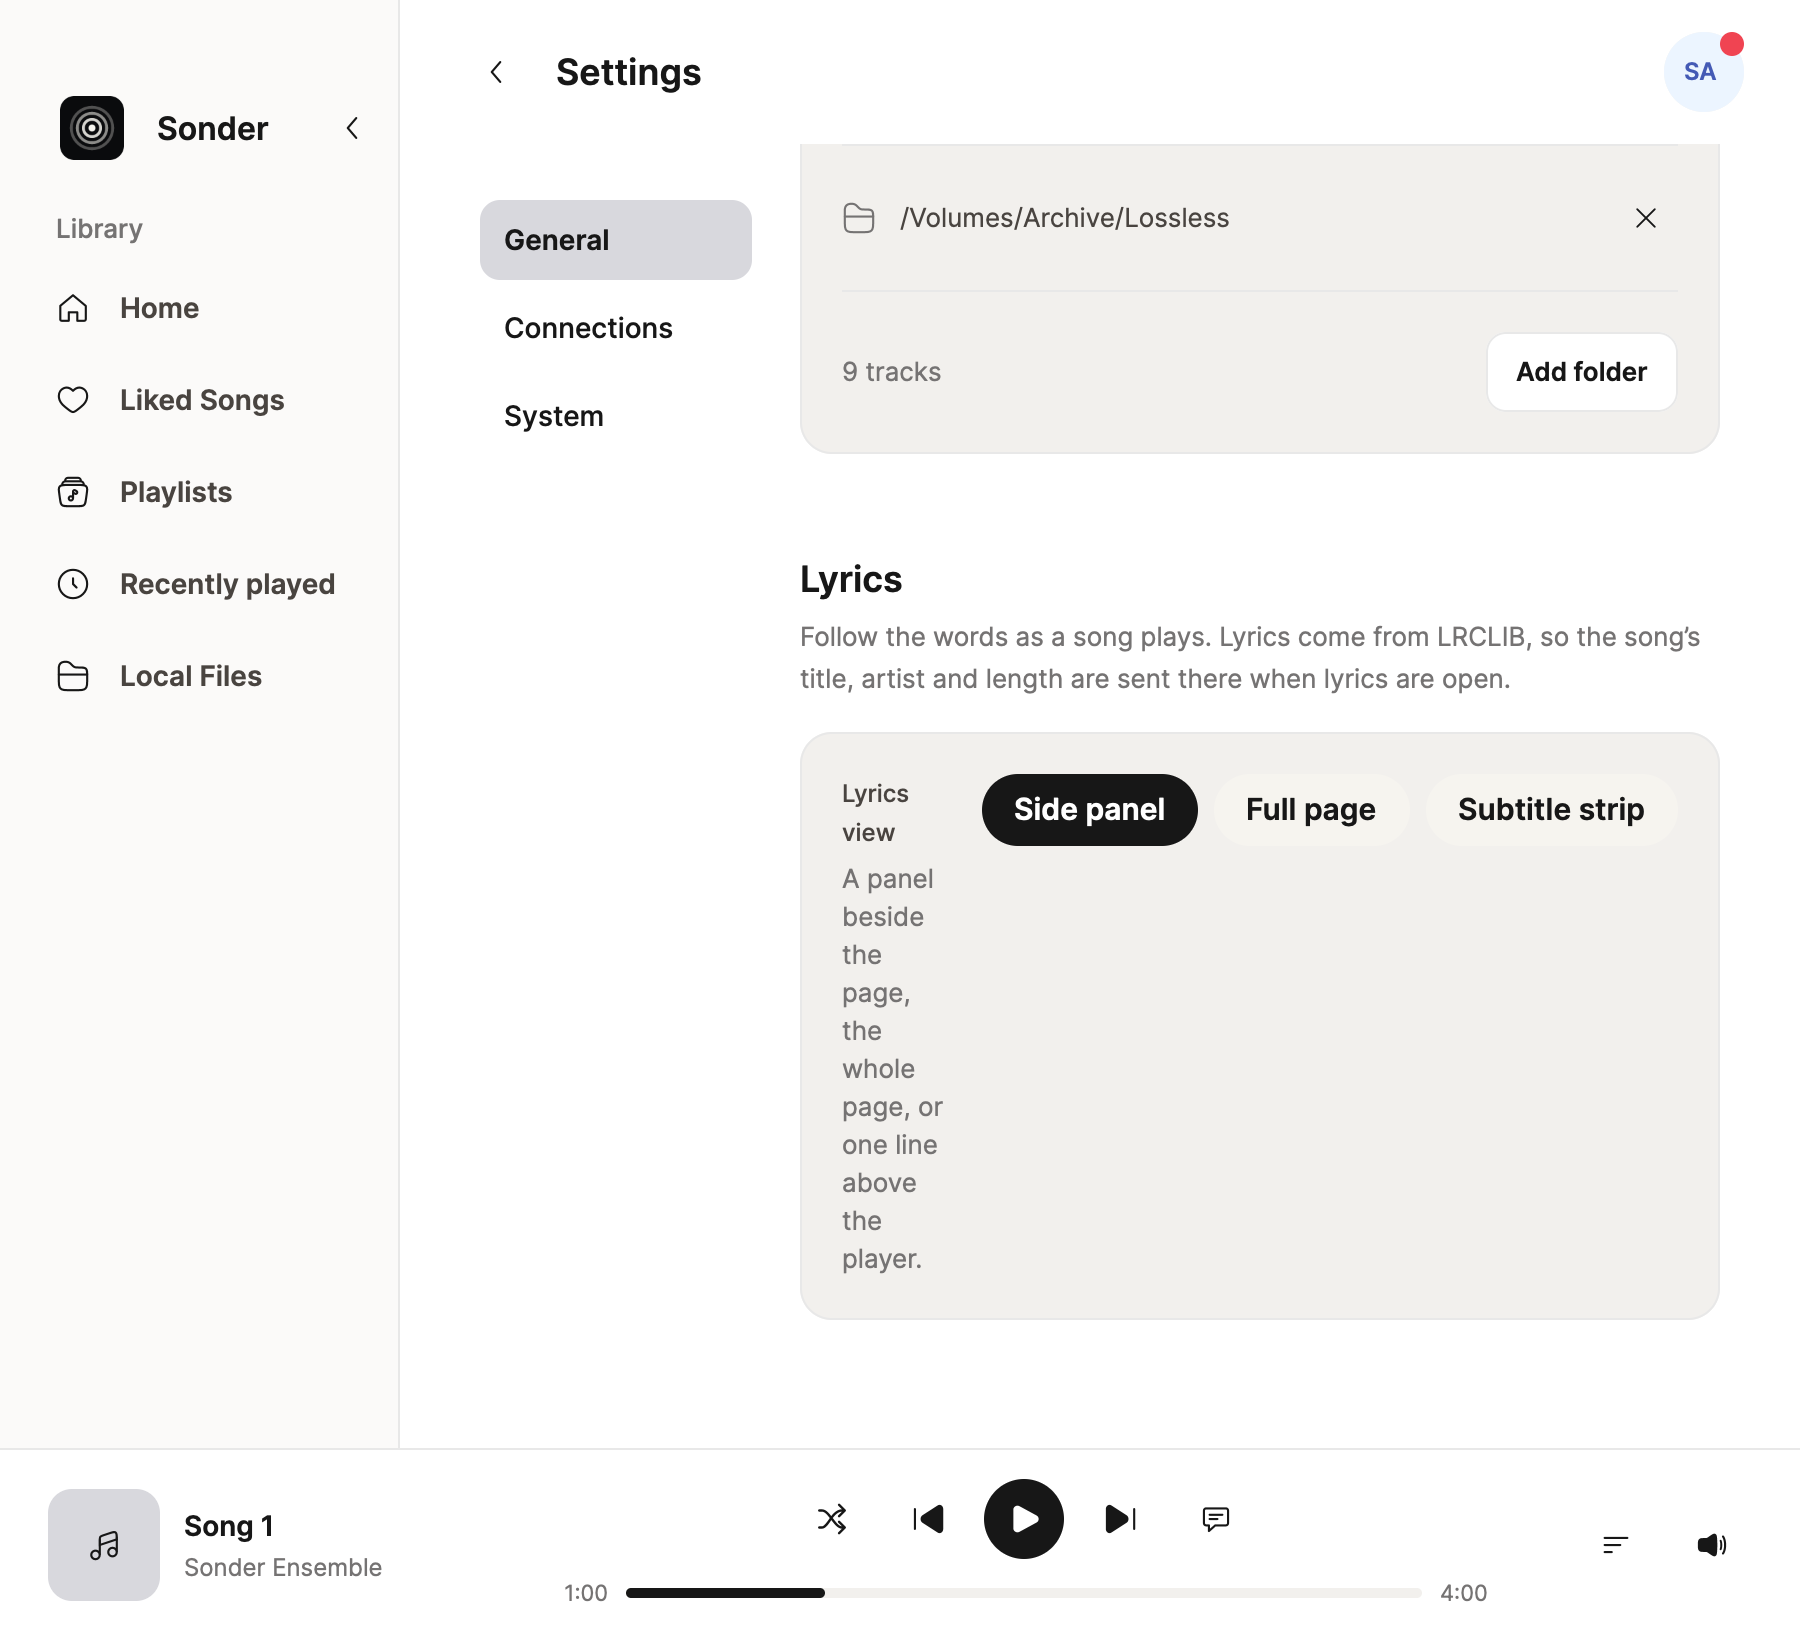 Settings
SA
Sonder
Library
Home
Liked Songs
Playlists
Recently played
Local Files
General
Connections
System
/Volumes/Archive/Lossless
9 tracks
Add folder
Lyrics
Follow the words as a song plays. Lyrics come from LRCLIB, so the song’s
title, artist and length are sent there when lyrics are open.
Lyrics
view
A panel
beside
the
page,
the
whole
page, or
one line
above
the
player.
Side panel
Full page
Subtitle strip
Song 1
Sonder Ensemble
1:00
4:00